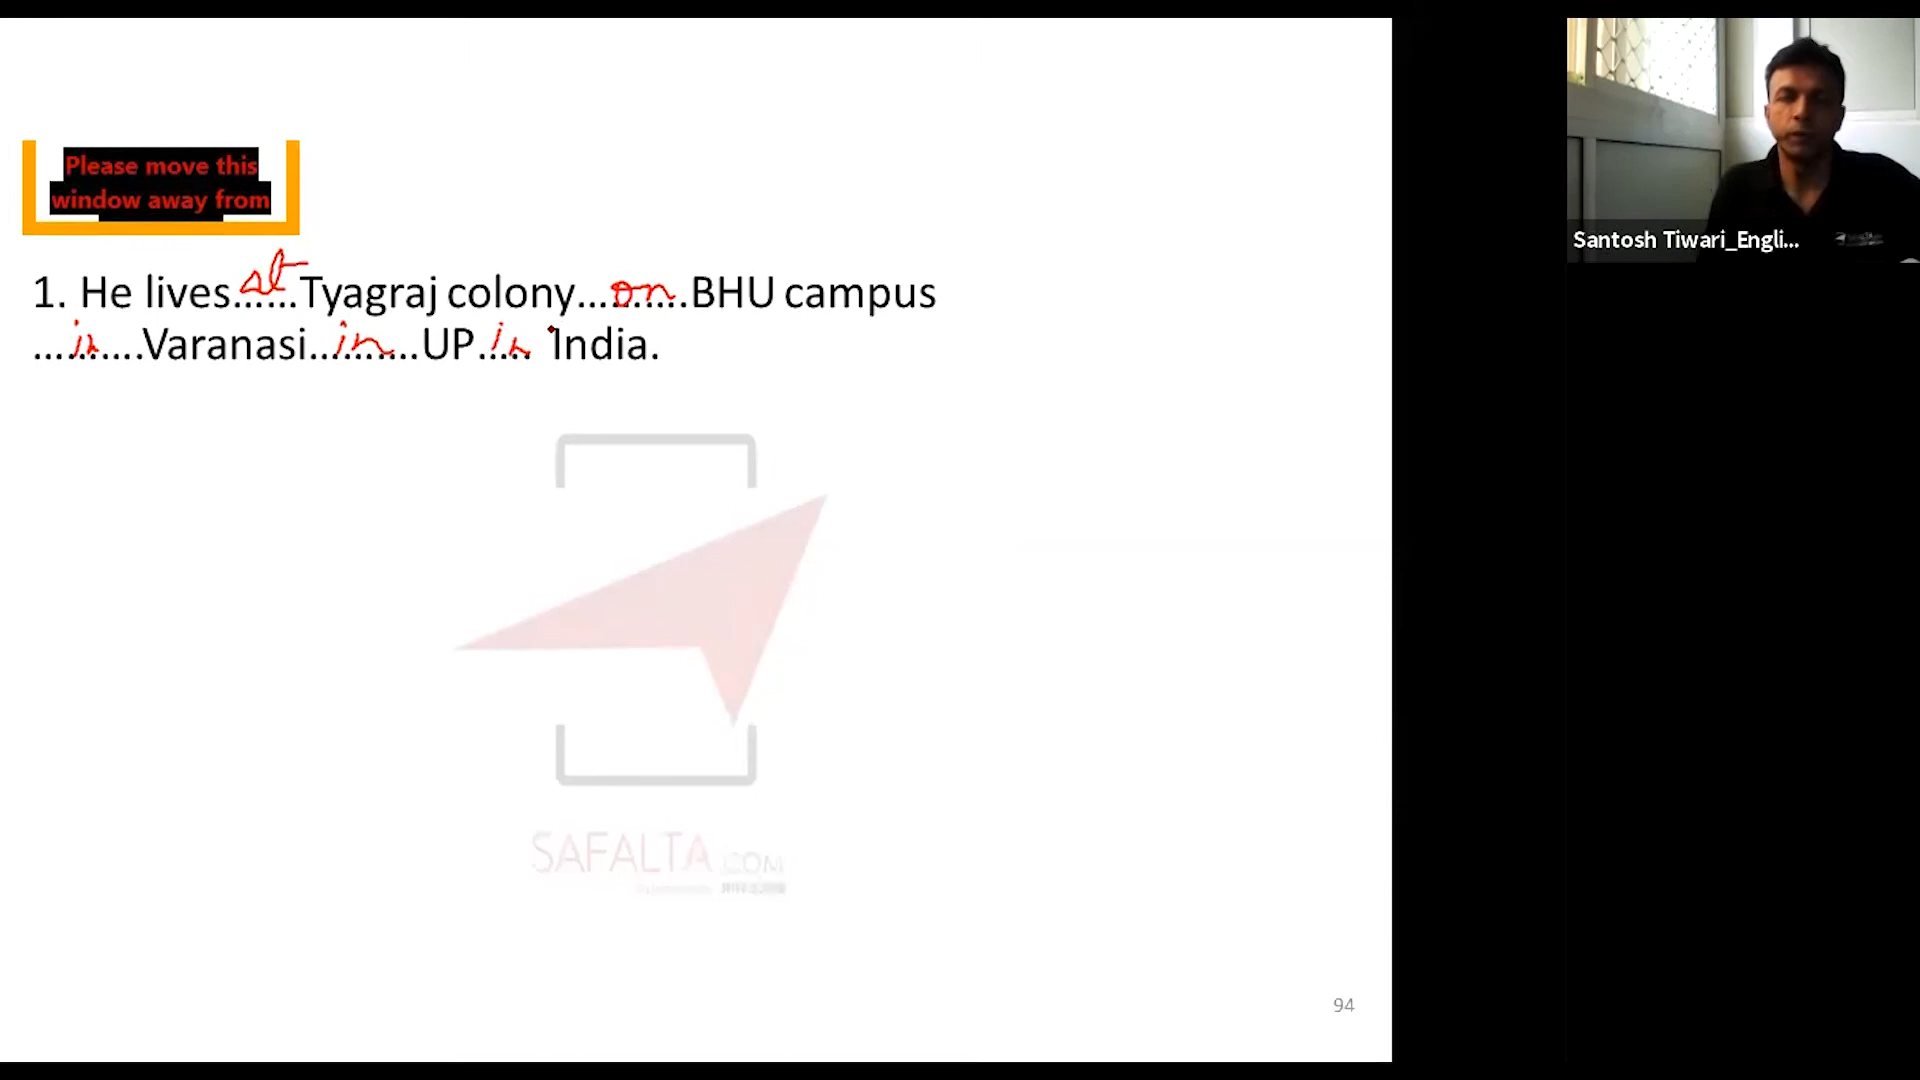 Please move this
window away from
1. He lives......at Tyagraj colony.........on BHU campus
.........in Varanasi.........in UP.....in India.
SAFALTA.COM
94
Santosh Tiwari_Engli...